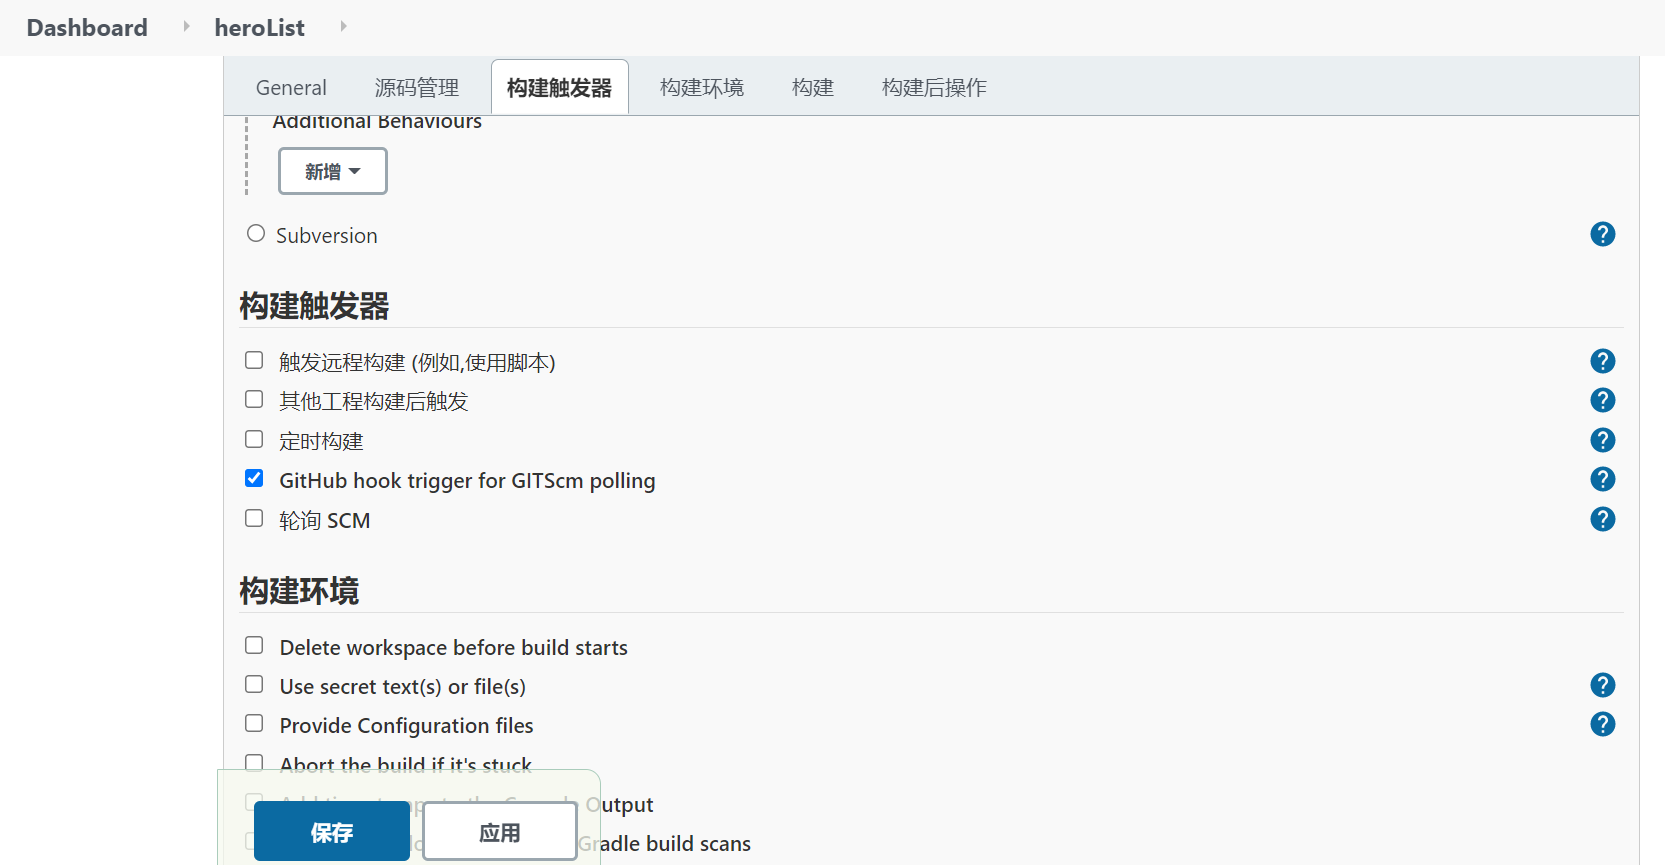 Dashboard heroList
General 源码管理 构建触发器 构建环境 构建 构建后操作
Additional Behaviours
新增
Subversion
构建触发器
触发远程构建 (例如,使用脚本)
其他工程构建后触发
定时构建
GitHub hook trigger for GITScm polling
轮询 SCM
构建环境
Delete workspace before build starts
Use secret text(s) or file(s)
Provide Configuration files
Abort the build if it's stuck
Output
保存 应用
Gradle build scans